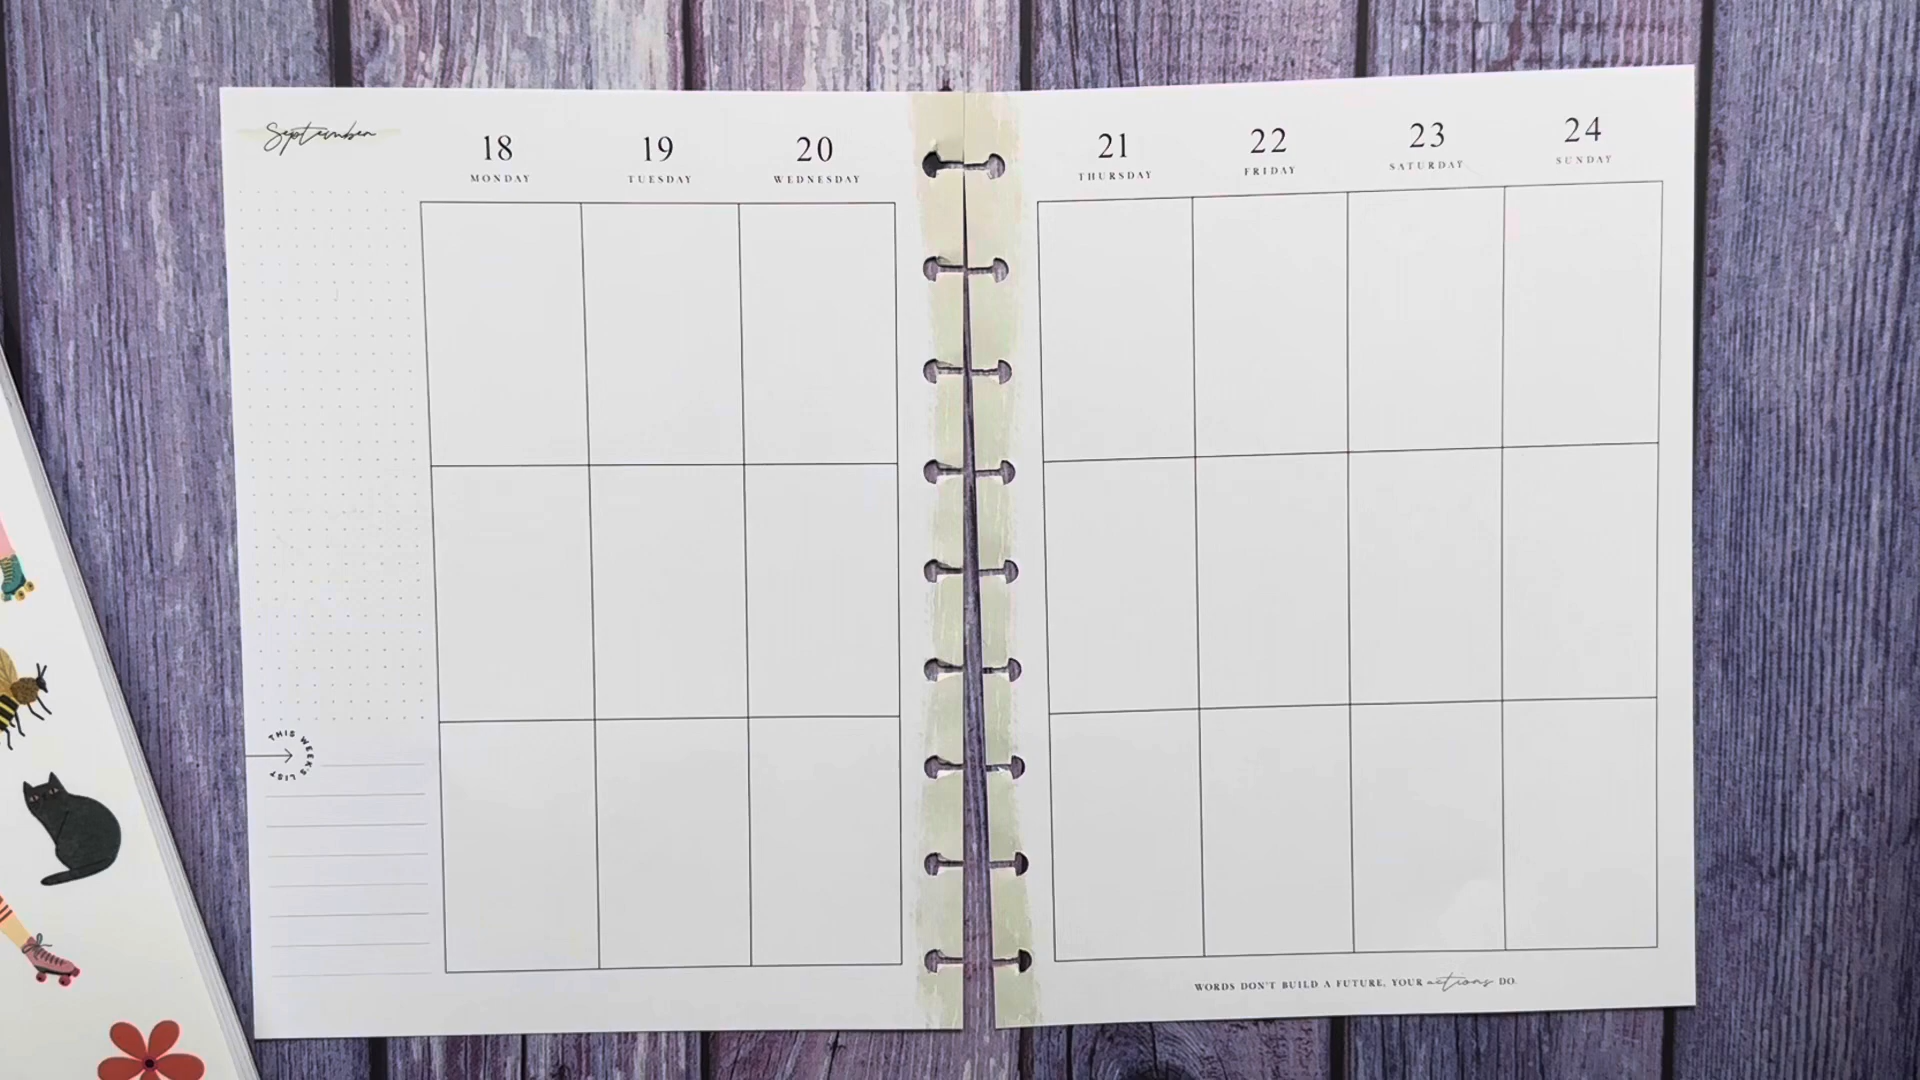 September
18
MONDAY
19
TUESDAY
20
WEDNESDAY
21
THURSDAY
22
FRIDAY
23
SATURDAY
24
SUNDAY
THIS WEEK'S LIST
WORDS DON'T BUILD A FUTURE, YOUR actions DO.